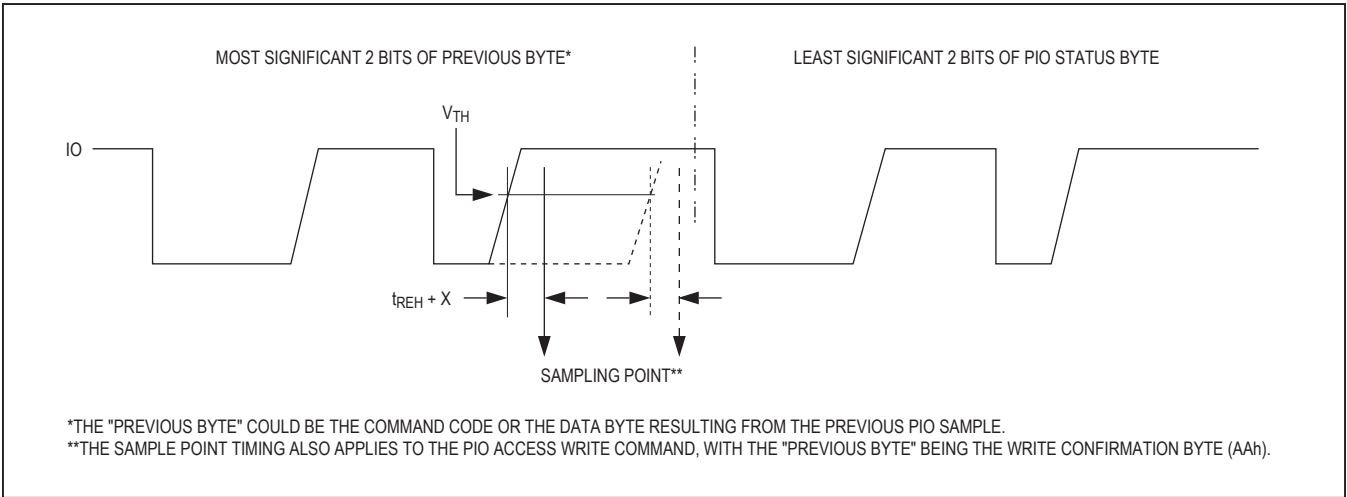 MOST SIGNIFICANT 2 BITS OF PREVIOUS BYTE*
LEAST SIGNIFICANT 2 BITS OF PIO STATUS BYTE
VTH
IO
tREH + X
SAMPLING POINT**
*THE "PREVIOUS BYTE" COULD BE THE COMMAND CODE OR THE DATA BYTE RESULTING FROM THE PREVIOUS PIO SAMPLE.
**THE SAMPLE POINT TIMING ALSO APPLIES TO THE PIO ACCESS WRITE COMMAND, WITH THE "PREVIOUS BYTE" BEING THE WRITE CONFIRMATION BYTE (AAh).